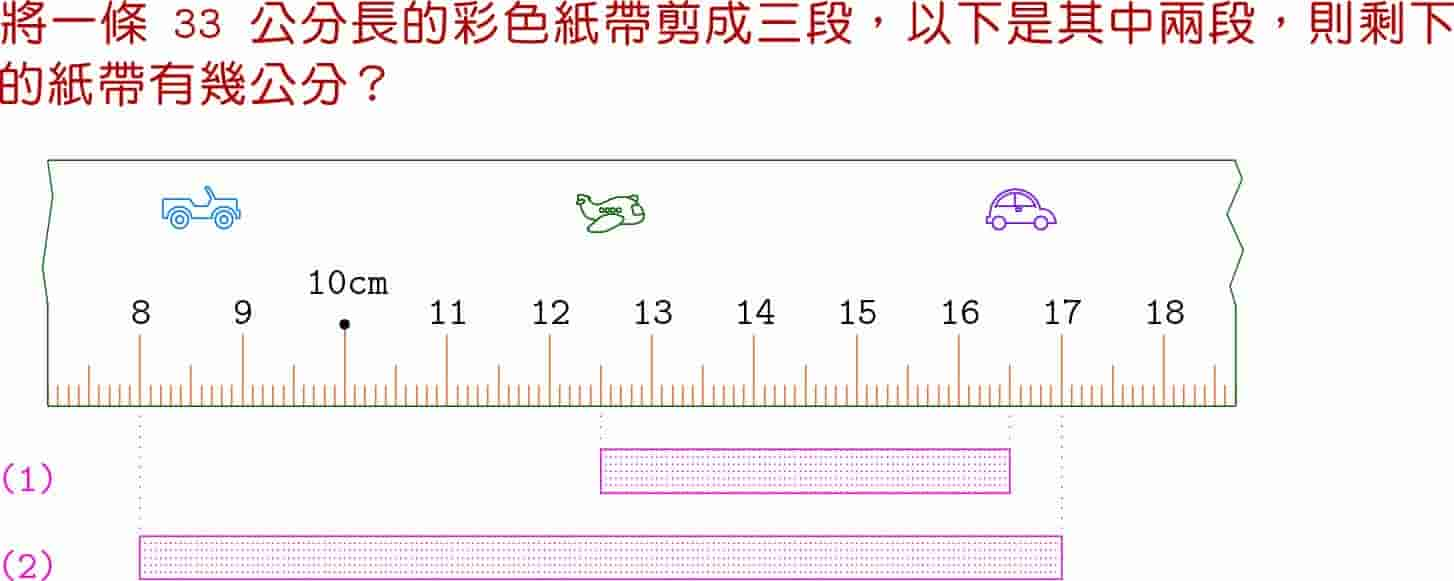 將一條 33 公分長的彩色紙帶剪成三段，以下是其中兩段，則剩下
的紙帶有幾公分？
10cm
8 9 11 12 13 14 15 16 17 18
(1)
(2)